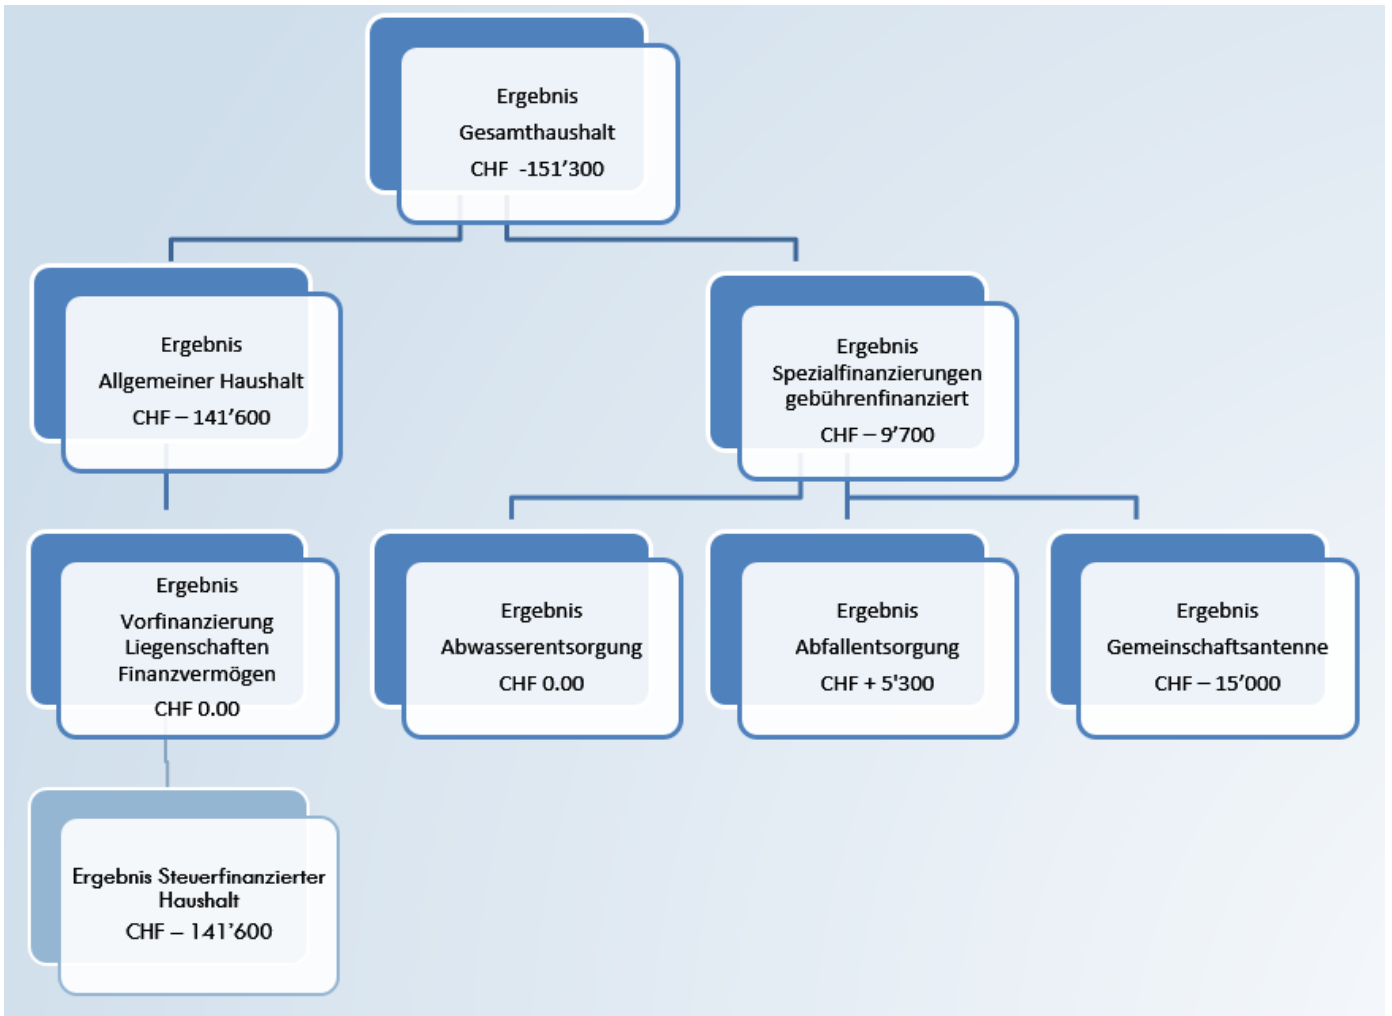 Ergebnis
Gesamthaushalt
CHF  -151’300
Ergebnis
Allgemeiner Haushalt
CHF – 141’600
Ergebnis
Spezialfinanzierungen
gebührenfinanziert
CHF – 9’700
Ergebnis
Vorfinanzierung
Liegenschaften
Finanzvermögen
CHF 0.00
Ergebnis
Abwasserentsorgung
CHF 0.00
Ergebnis
Abfallentsorgung
CHF + 5'300
Ergebnis
Gemeinschaftsantenne
CHF – 15’000
Ergebnis Steuerfinanzierter
Haushalt
CHF – 141’600